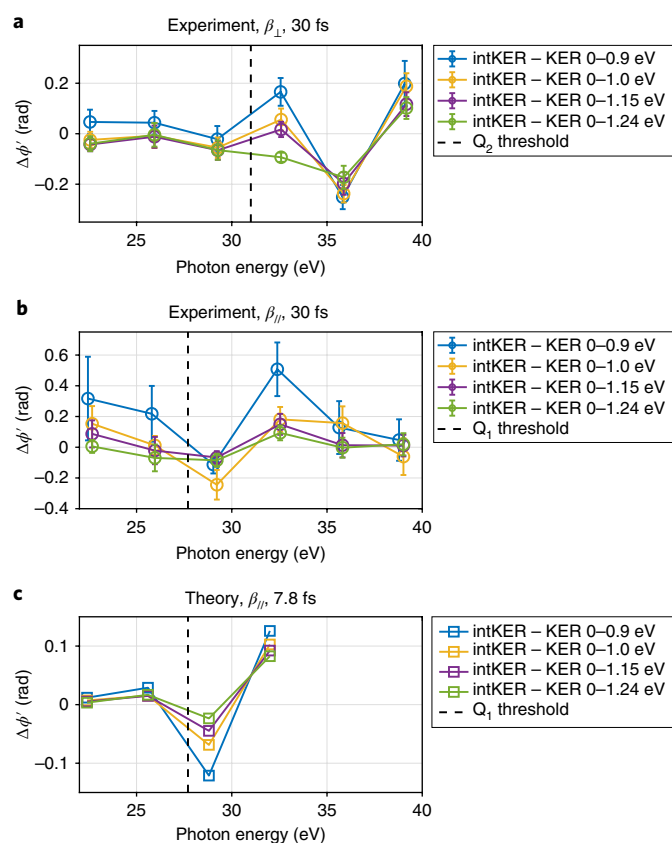 a
Experiment, β⊥, 30 fs
Δϕ′ (rad)
0.2
0
−0.2
25
30
35
40
Photon energy (eV)
intKER – KER 0–0.9 eV
intKER – KER 0–1.0 eV
intKER – KER 0–1.15 eV
intKER – KER 0–1.24 eV
Q2 threshold
b
Experiment, β//, 30 fs
Δϕ′ (rad)
0.6
0.4
0.2
0
−0.2
−0.4
25
30
35
40
Photon energy (eV)
intKER – KER 0–0.9 eV
intKER – KER 0–1.0 eV
intKER – KER 0–1.15 eV
intKER – KER 0–1.24 eV
Q1 threshold
c
Theory, β//, 7.8 fs
Δϕ′ (rad)
0.1
0
−0.1
25
30
35
40
Photon energy (eV)
intKER – KER 0–0.9 eV
intKER – KER 0–1.0 eV
intKER – KER 0–1.15 eV
intKER – KER 0–1.24 eV
Q1 threshold